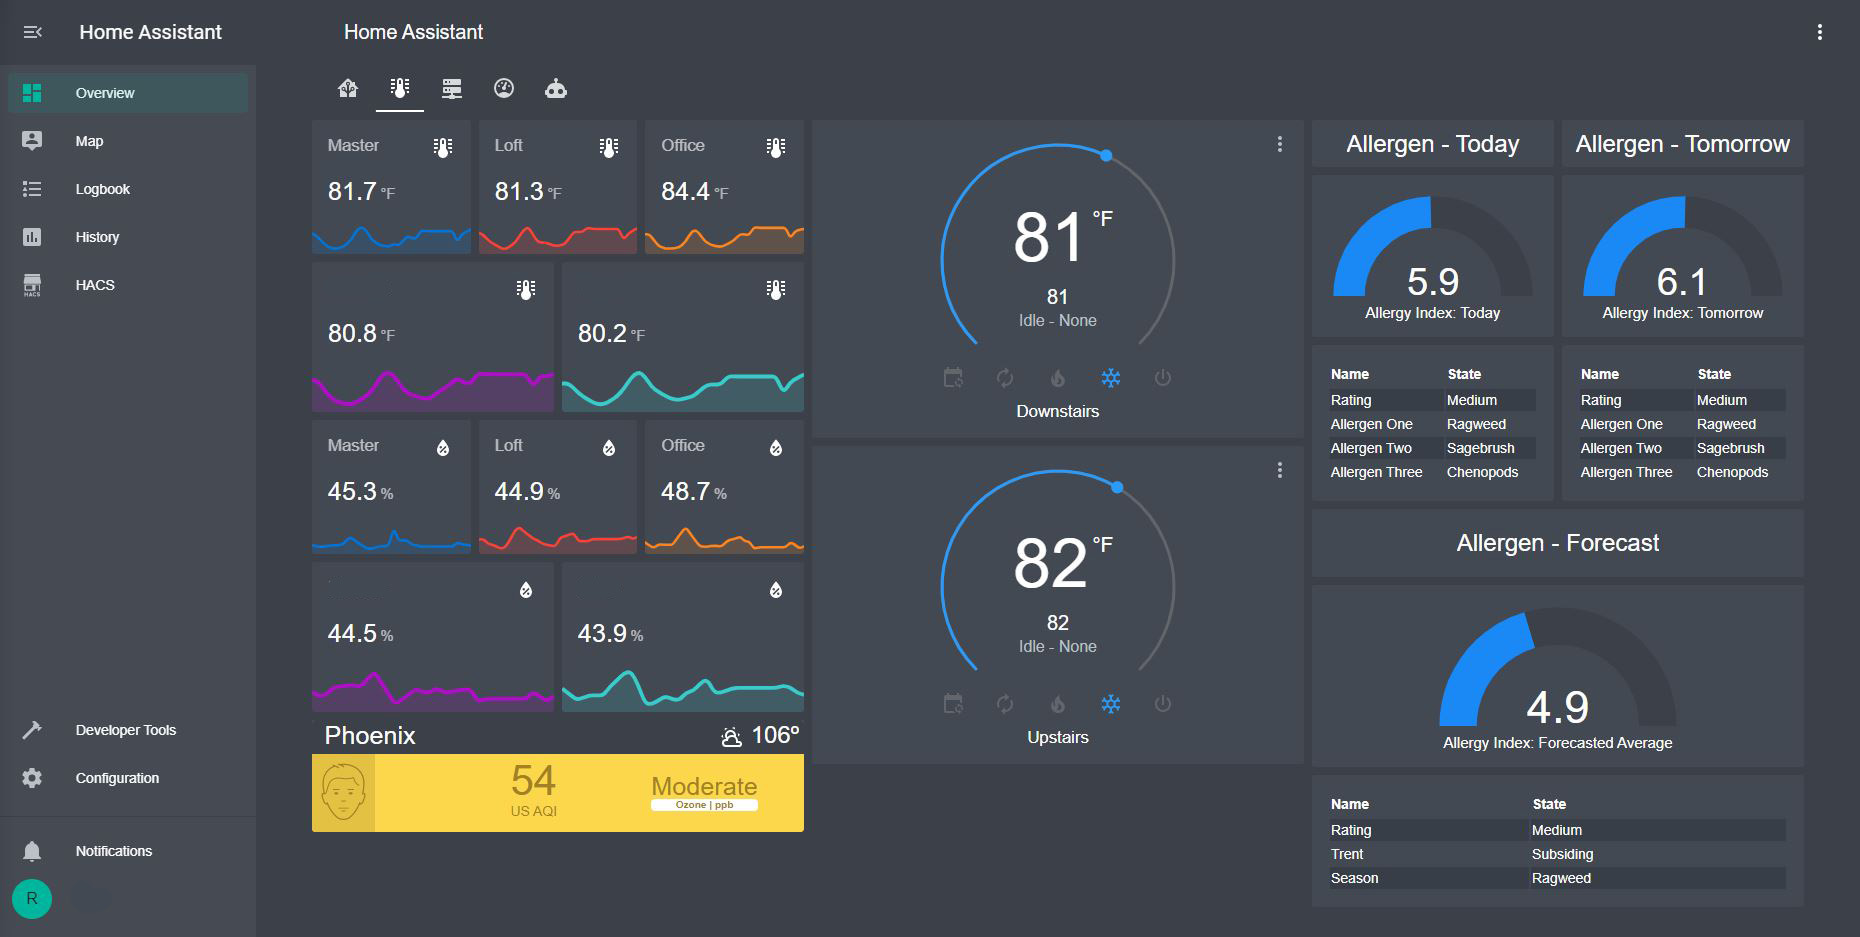 Home Assistant
Home Assistant
Overview
Map
Logbook
History
HACS
HACS
Developer Tools
Configuration
Notifications
R
Master
81.7 °F
Loft
81.3 °F
Office
84.4 °F
80.8 °F
80.2 °F
Master
45.3 %
Loft
44.9 %
Office
48.7 %
44.5 %
43.9 %
Phoenix
106º
54
US AQI
Moderate
Ozone | ppb
81 °F
81
Idle - None
Downstairs
82 °F
82
Idle - None
Upstairs
Allergen - Today
5.9
Allergy Index: Today
Name State
Rating Medium
Allergen One Ragweed
Allergen Two Sagebrush
Allergen Three Chenopods
Allergen - Tomorrow
6.1
Allergy Index: Tomorrow
Name State
Rating Medium
Allergen One Ragweed
Allergen Two Sagebrush
Allergen Three Chenopods
Allergen - Forecast
4.9
Allergy Index: Forecasted Average
Name State
Rating Medium
Trent Subsiding
Season Ragweed